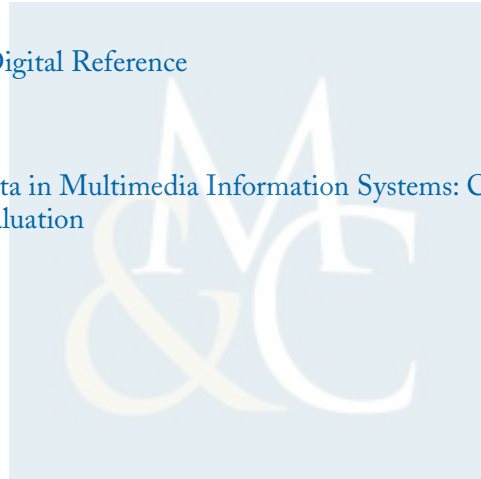 Digital Reference
ta in Multimedia Information Systems: C
luation
M
&C